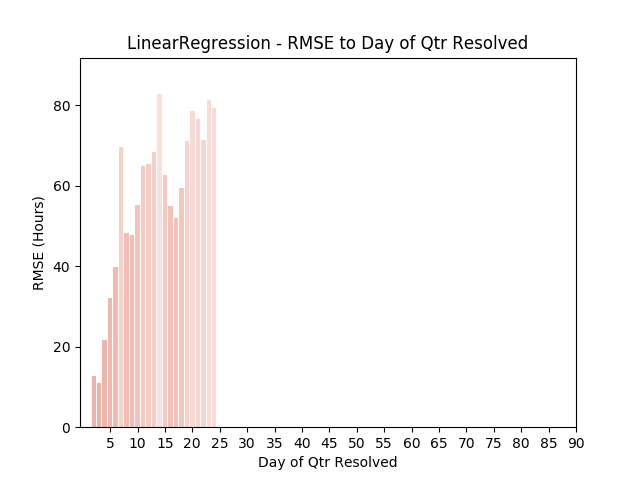 LinearRegression - RMSE to Day of Qtr Resolved
80
60
40
20
0
RMSE (Hours)
5 10 15 20 25 30 35 40 45 50 55 60 65 70 75 80 85 90
Day of Qtr Resolved